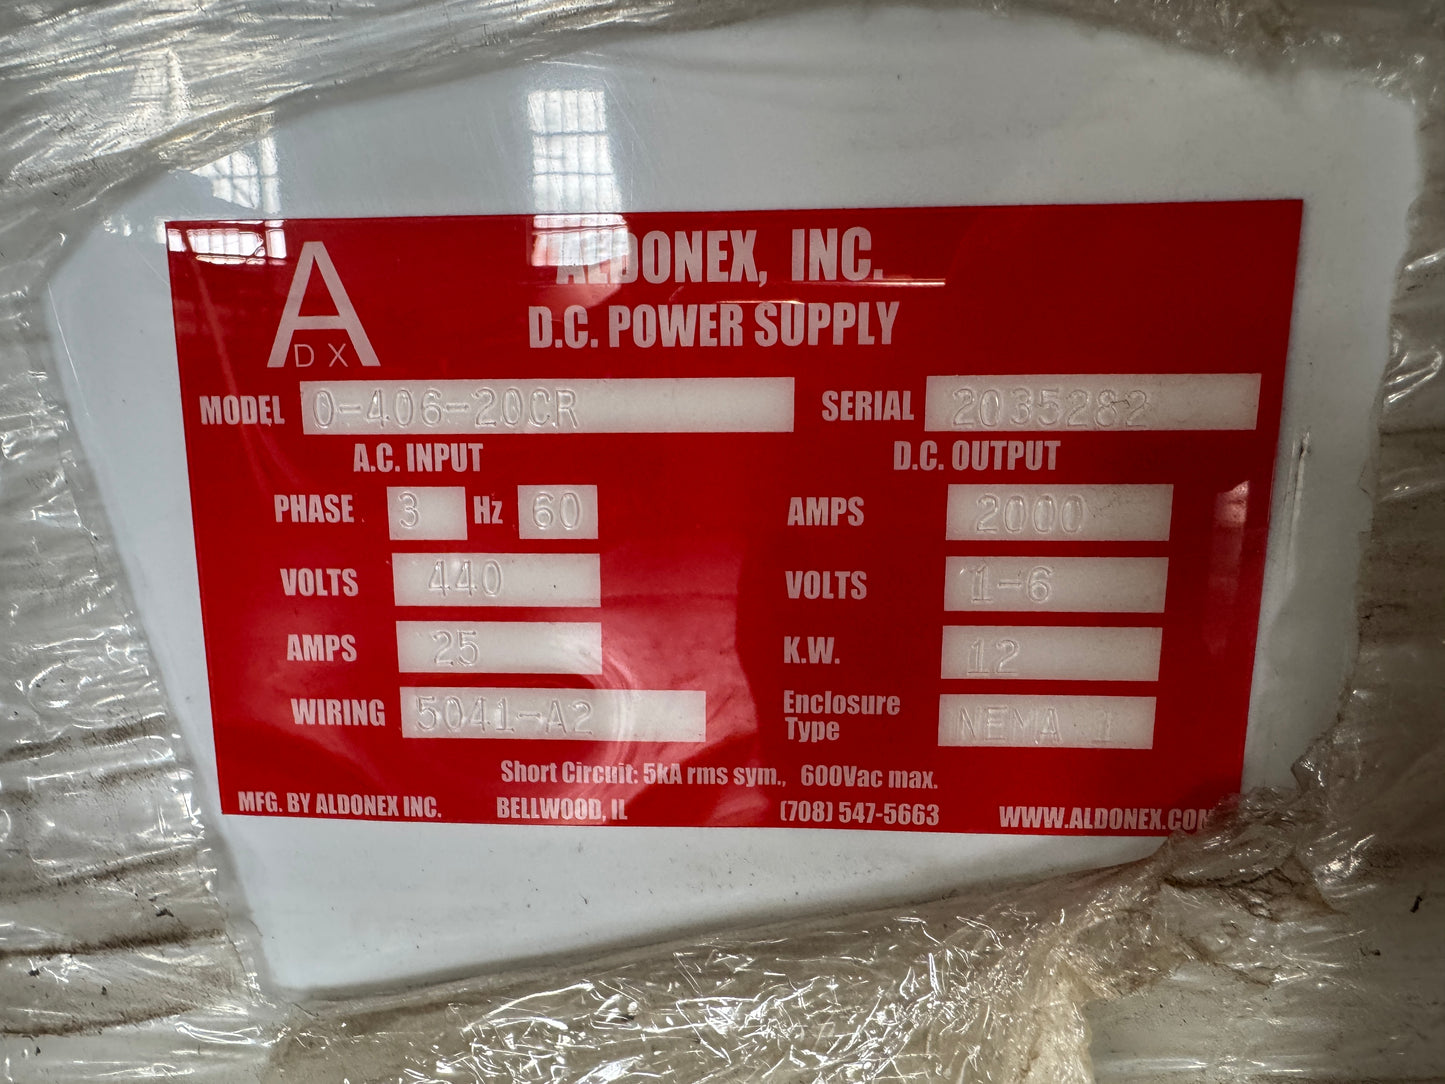 A
DX
ALDONEX, INC.
D.C. POWER SUPPLY
MODEL 0-406-20CR SERIAL 2035282
A.C. INPUT D.C. OUTPUT
PHASE 3 Hz 60 AMPS 2000
VOLTS 440 VOLTS 1-6
AMPS 25 K.W. 12
WIRING 5041-A2 Enclosure Type NEMA 1
Short Circuit: 5kA rms sym., 600Vac max.
MFG. BY ALDONEX INC. BELLWOOD, IL (708) 547-5663 WWW.ALDONEX.COM